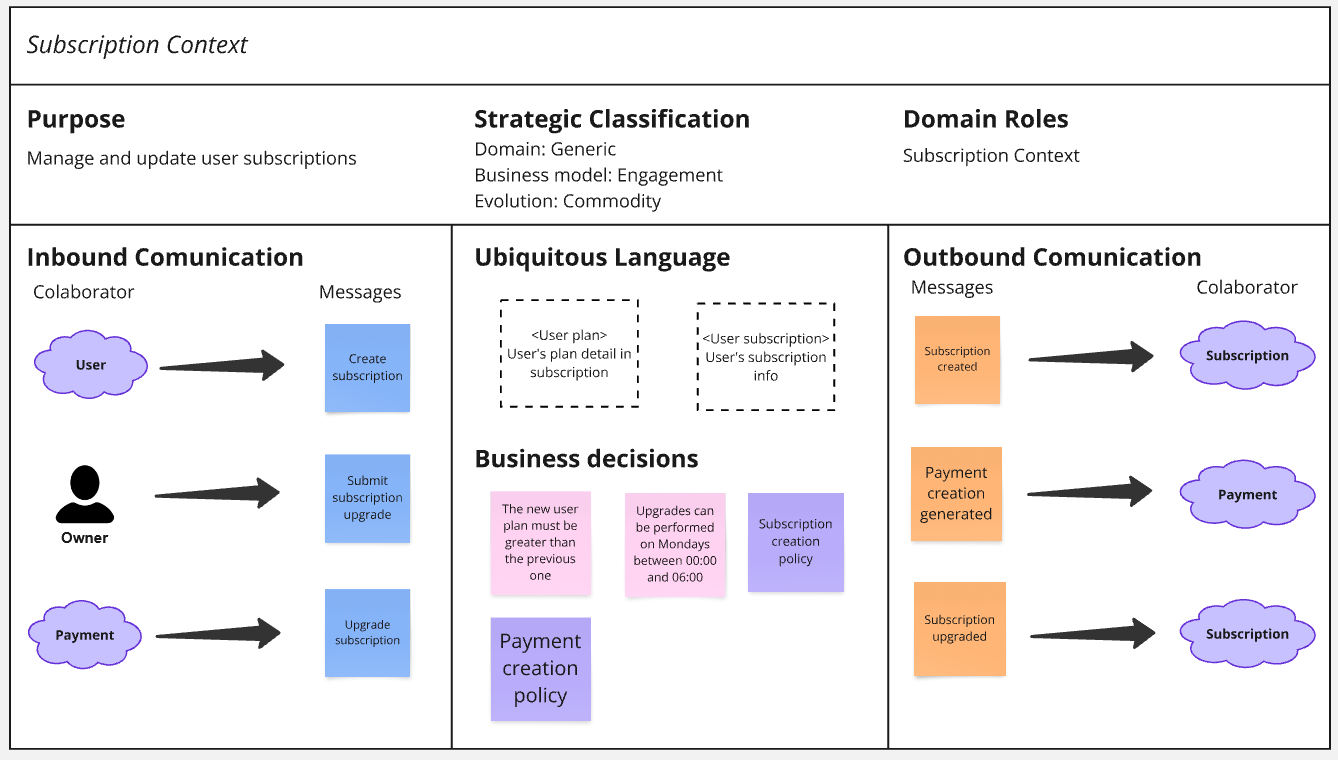 Subscription Context
Purpose
Manage and update user subscriptions
Strategic Classification
Domain: Generic
Business model: Engagement
Evolution: Commodity
Domain Roles
Subscription Context
Inbound Comunication
Colaborator
Messages
User
Create
subscription
Owner
Submit
subscription
upgrade
Payment
Upgrade
subscription
Ubiquitous Language
<User plan>
User's plan detail in
subscription
<User subscription>
User's subscription
info
Business decisions
The new user
plan must be
greater than
the previous
one
Upgrades can
be performed
on Mondays
between 00:00
and 06:00
Subscription
creation
policy
Payment
creation
policy
Outbound Comunication
Messages
Colaborator
Subscription
created
Subscription
Payment
creation
generated
Payment
Subscription
upgraded
Subscription